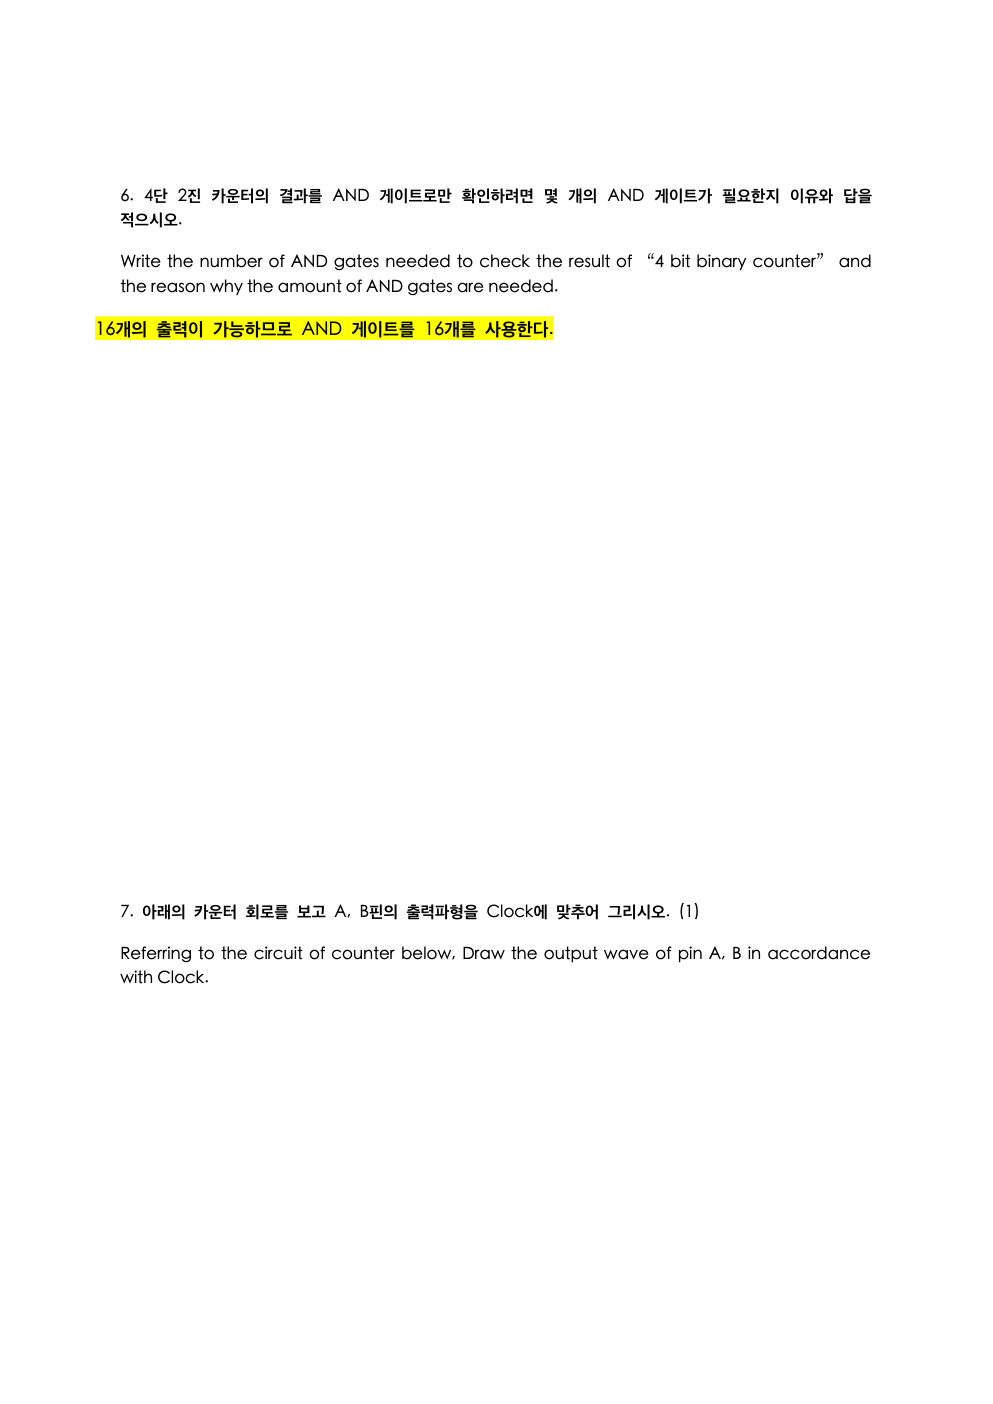 6. 4단 2진 카운터의 결과를 AND 게이트로만 확인하려면 몇 개의 AND 게이트가 필요한지 이유와 답을
적으시오.
Write the number of AND gates needed to check the result of “4 bit binary counter” and
the reason why the amount of AND gates are needed.
16개의 출력이 가능하므로 AND 게이트를 16개를 사용한다.
7. 아래의 카운터 회로를 보고 A, B핀의 출력파형을 Clock에 맞추어 그리시오. (1)
Referring to the circuit of counter below, Draw the output wave of pin A, B in accordance
with Clock.